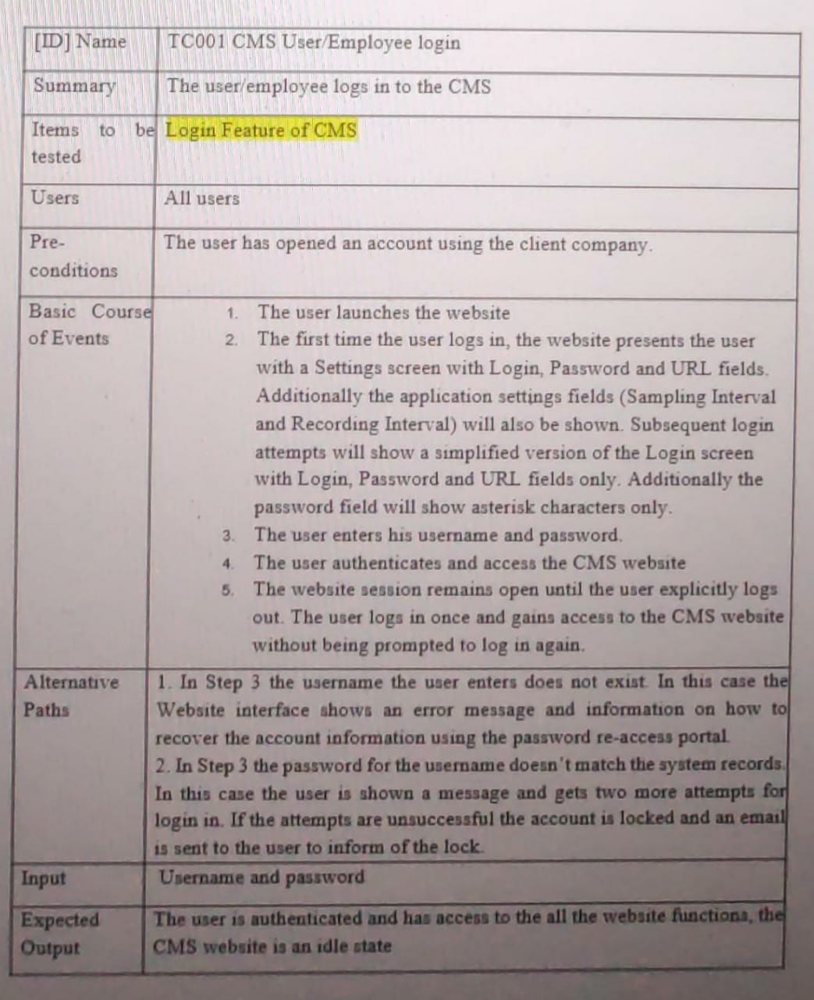 [ID] Name TC001 CMS User/Employee login
Summary The user/employee logs in to the CMS
Items to be Login Feature of CMS
tested
Users All users
Pre- The user has opened an account using the client company.
conditions
Basic Course 1. The user launches the website
of Events 2. The first time the user logs in, the website presents the user
with a Settings screen with Login, Password and URL fields.
Additionally the application settings fields (Sampling Interval
and Recording Interval) will also be shown. Subsequent login
attempts will show a simplified version of the Login screen
with Login, Password and URL fields only. Additionally the
password field will show asterisk characters only.
3. The user enters his username and password.
4. The user authenticates and access the CMS website
5. The website session remains open until the user explicitly logs
out. The user logs in once and gains access to the CMS website
without being prompted to log in again.
Alternative 1. In Step 3 the username the user enters does not exist. In this case the
Paths Website interface shows an error message and information on how to
recover the account information using the password re-access portal.
2. In Step 3 the password for the username doesn't match the system records.
In this case the user is shown a message and gets two more attempts for
login in. If the attempts are unsuccessful the account is locked and an email
is sent to the user to inform of the lock.
Input Username and password
Expected The user is authenticated and has access to the all the website functions, the
Output CMS website is an idle state